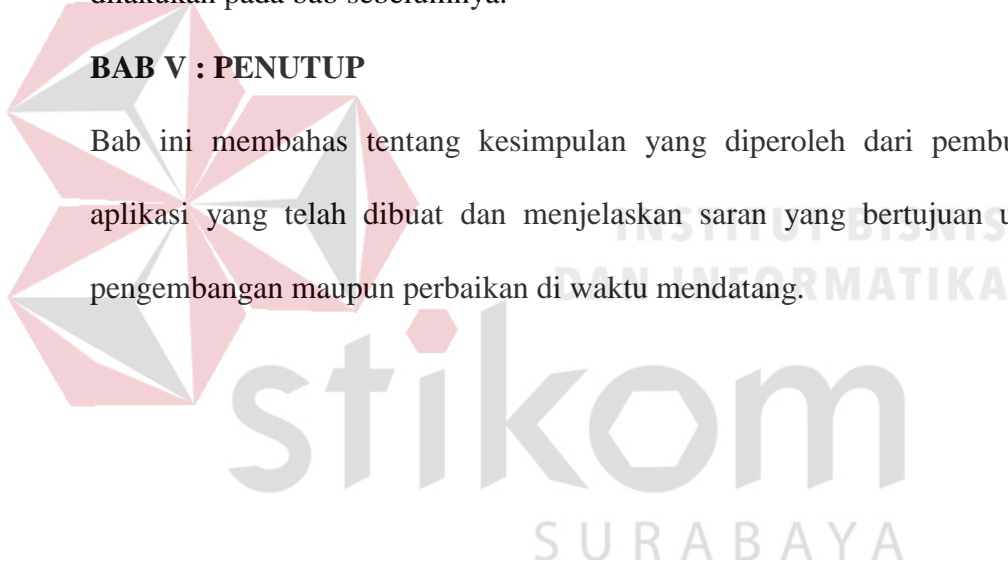 dilakukan pada bab sebelumnya.
BAB V : PENUTUP
Bab ini membahas tentang kesimpulan yang diperoleh dari pembu
aplikasi yang telah dibuat dan menjelaskan saran yang bertujuan u
INSTITUT BISNIS
pengembangan maupun perbaikan di waktu mendatang.
DAN INFORMATIKA
stikom
SURABAYA